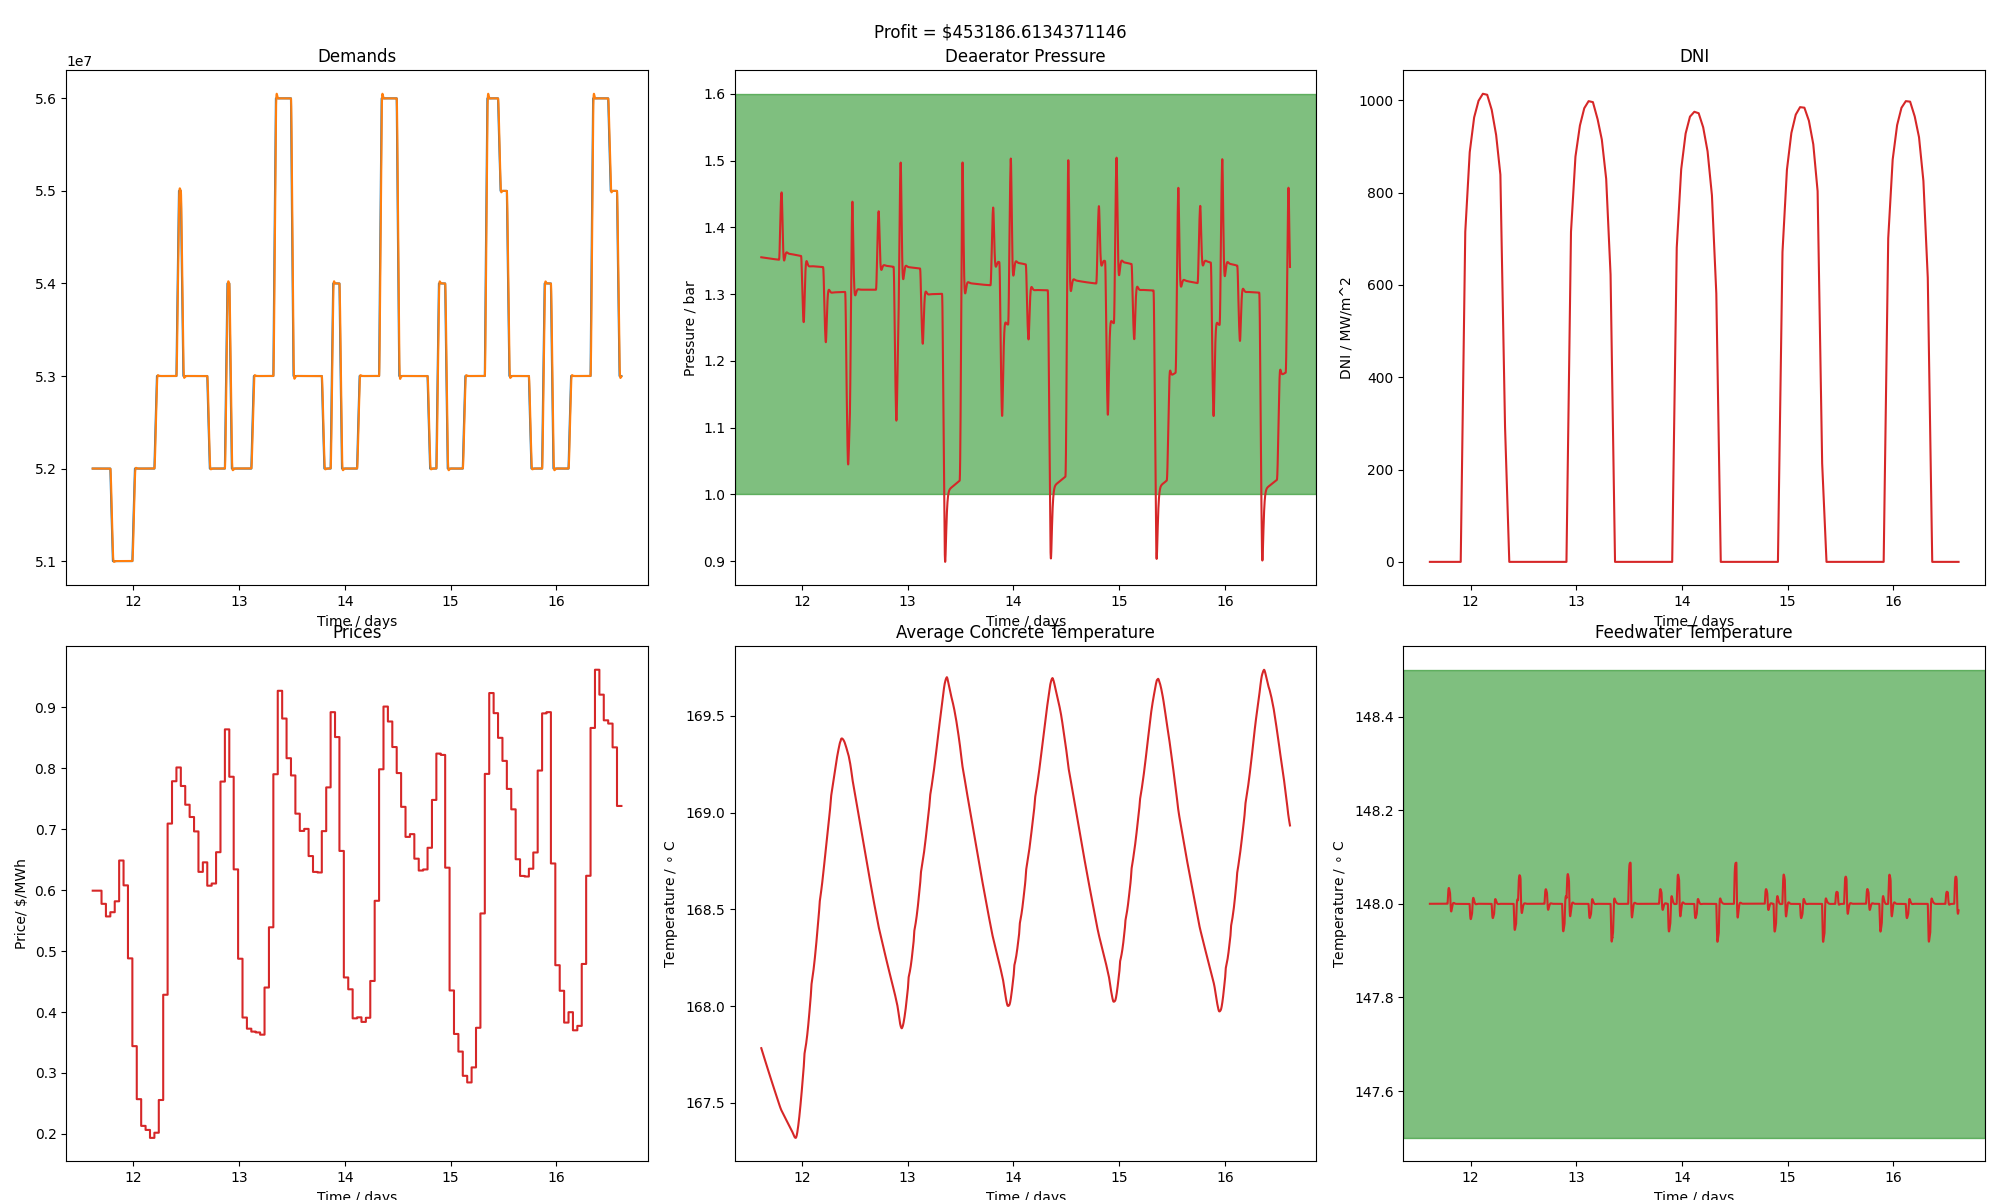 Profit = $453186.6134371146
Demands
1e7
5.6
5.5
5.4
5.3
5.2
5.1
12 13 14 15 16
Time / days
Deaerator Pressure
Pressure / bar
1.6
1.5
1.4
1.3
1.2
1.1
1.0
0.9
12 13 14 15 16
Time / days
DNI
DNI / MW/m^2
1000
800
600
400
200
0
12 13 14 15 16
Time / days
Prices
Price/ $/MWh
0.9
0.8
0.7
0.6
0.5
0.4
0.3
0.2
12 13 14 15 16
Time / days
Average Concrete Temperature
Temperature / ∘ C
169.5
169.0
168.5
168.0
167.5
12 13 14 15 16
Time / days
Feedwater Temperature
Temperature / ∘ C
148.4
148.2
148.0
147.8
147.6
12 13 14 15 16
Time / days